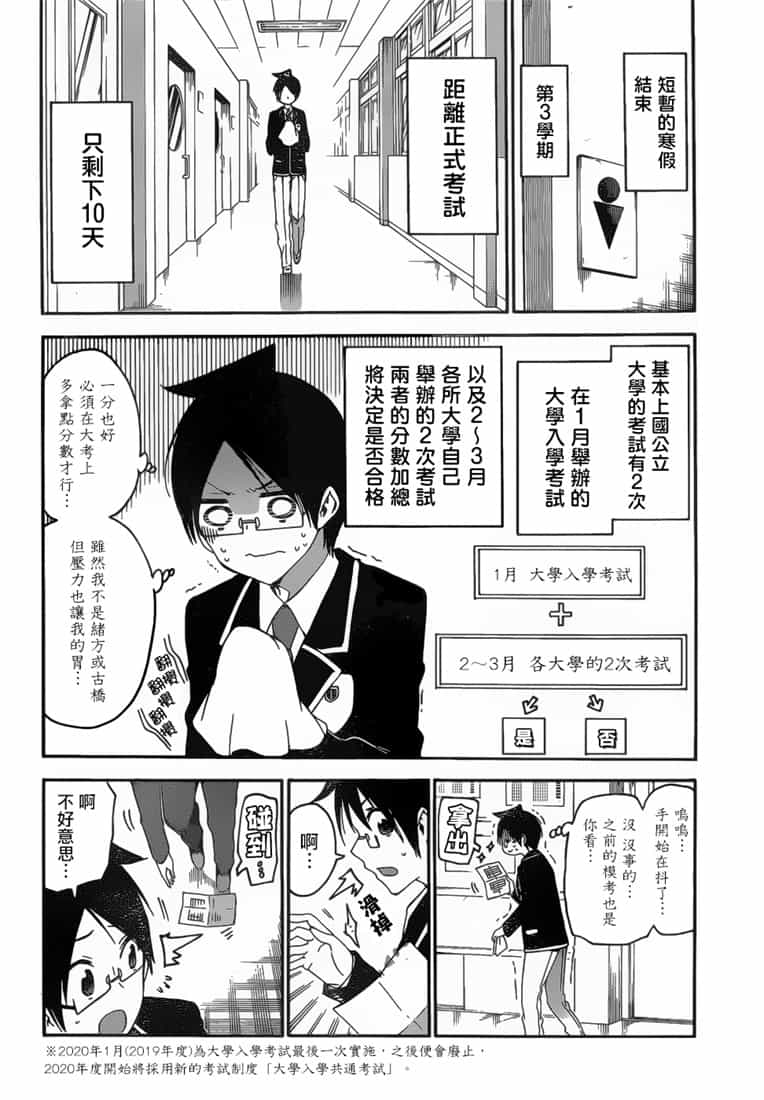 短暫的寒假
結束
第3學期
距離正式考試
只剩下10天
基本上國公立
大學的考試有2次
在1月舉辦的
大學入學考試
以及2～3月
各所大學自己
舉辦的2次考試
兩者的分數加總
將決定是否合格
1月 大學入學考試
+
2～3月 各大學的2次考試
是
否
一分也好
必須在大考上
多拿點分數才行…
雖然我不是緒方或古橋
但壓力也讓我的胃…
翻攪
翻攪
翻攪
嗚嗚…
手開始在抖了…
沒 沒事的…
之前的模考也是
你看…
拿出
啊…
滑掉
碰到…
啊
不好意思…
※2020年1月(2019年度)為大學入學考試最後一次實施，之後便會廢止，
2020年度開始將採用新的考試制度「大學入學共通考試」。